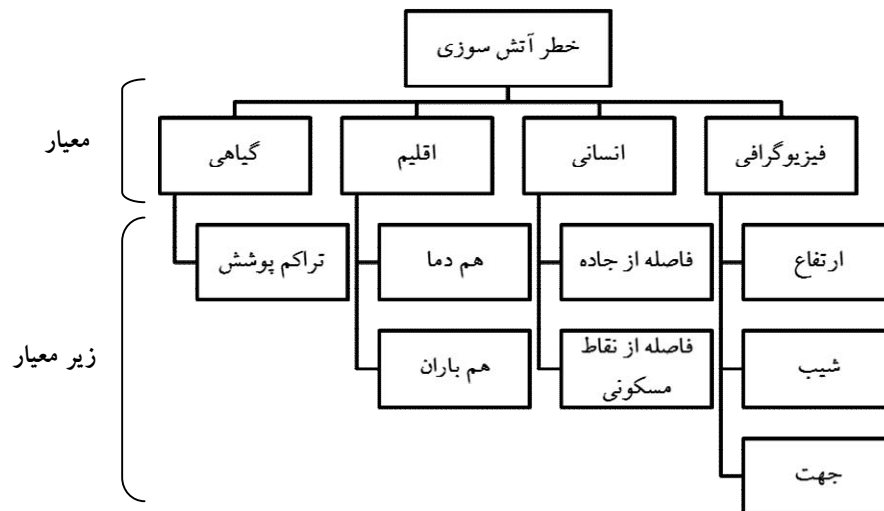 خطر آتش سوزی
معیار
فیزیوگرافی
انسانی
اقلیم
گیاهی
زیر معیار
ارتفاع
فاصله از جاده
هم دما
تراکم پوشش
شیب
فاصله از نقاط
مسکونی
هم باران
جهت